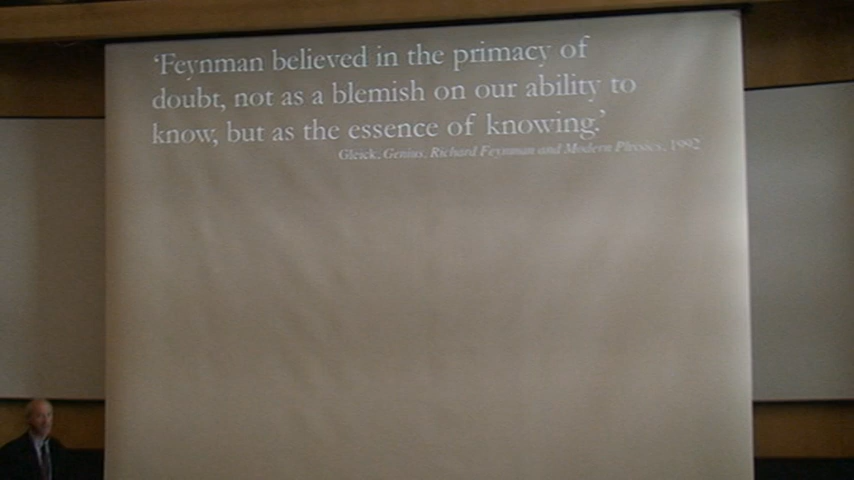 ‘Feynman believed in the primacy of
doubt, not as a blemish on our ability to
know, but as the essence of knowing.’
Gleick, Genius, Richard Feynman and Modern Physics, 1992